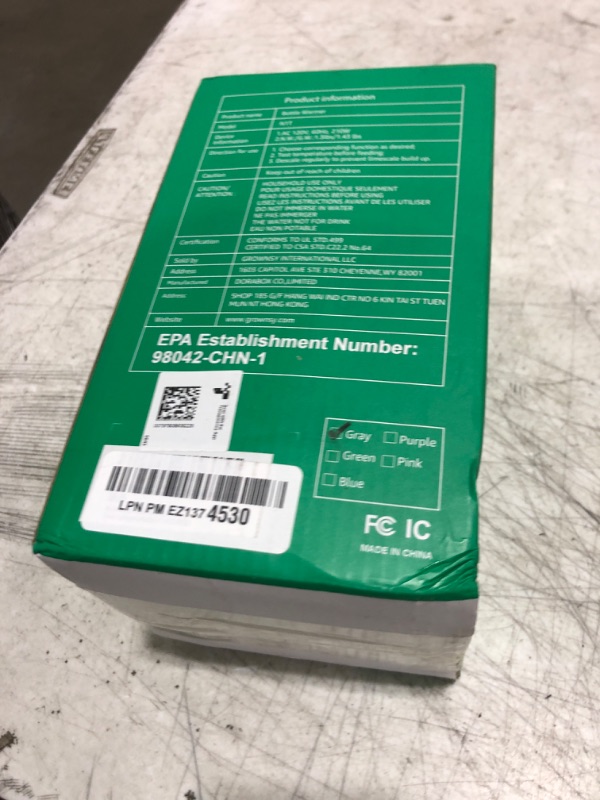 Product information
Product name Bottle Warmer
Model
Device information 1.AC 120V, 60Hz, 210W
Direction for use 1. Choose corresponding function as desired;
2. Test temperature before feeding;
3. Descale regularly to prevent limescale build up.
Caution Keep out of reach of children
CAUTION/ATTENTION HOUSEHOLD USE ONLY
POUR USAGE DOMESTIQUE SEULEMENT
READ INSTRUCTIONS BEFORE USING
USEZ LES INSTRUCTIONS AVANT DE LES UTILISER
DO NOT IMMERSE IN WATER
NE PAS IMMERGER
THE WATER NOT FOR DRINK
EAU NON POTABLE
Certification CONFORMS TO UL STD.499
CERTIFIED TO CSA STD.C22.2 No.64
Sold by GROWNSY INTERNATIONAL LLC
Address 1603 CAPITOL AVE STE 310 CHEYENNE,WY 82001
Manufactured DORABOX CO.,LIMITED
Address SHOP 185 G/F HANG WAI IND CTR NO 6 KIN TAI ST TUEN
MUN NT HONG KONG
Website www.grownsy.com
EPA Establishment Number:
98042-CHN-1
Gray Purple
Green Pink
Blue
LPN PM EZ137 4530
FC IC
MADE IN CHINA